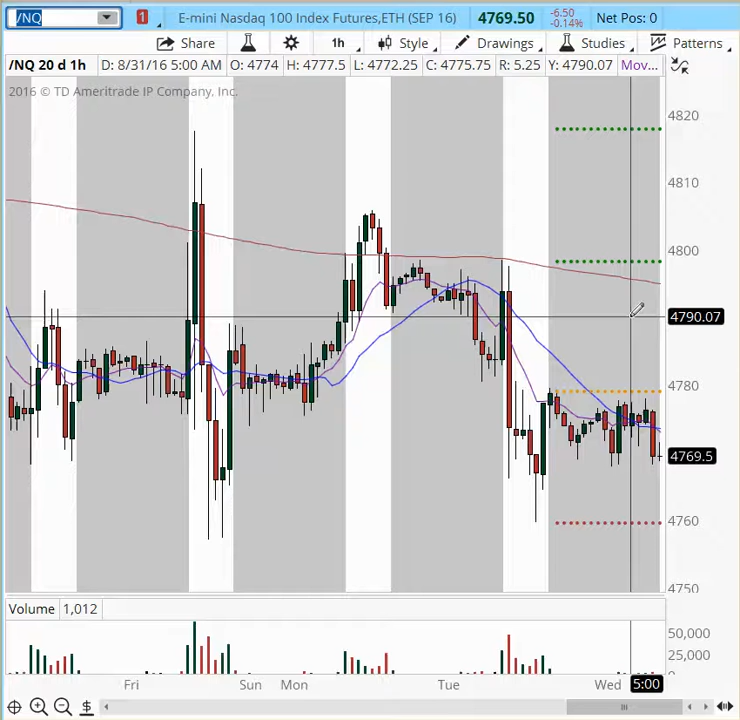 /NQ 1 E-mini Nasdaq 100 Index Futures,ETH (SEP 16) 4769.50 -6.50 -0.14% Net Pos: 0
Share 1h Style Drawings Studies Patterns
/NQ 20 d 1h D: 8/31/16 5:00 AM O: 4774 H: 4777.5 L: 4772.25 C: 4775.75 R: 5.25 Y: 4790.07 Mov...
2016 © TD Ameritrade IP Company, Inc.
4820
4810
4800
4790.07
4780
4769.5
4760
4750
Volume 1,012
50,000
25,000
Fri Sun Mon Tue Wed 5:00
$